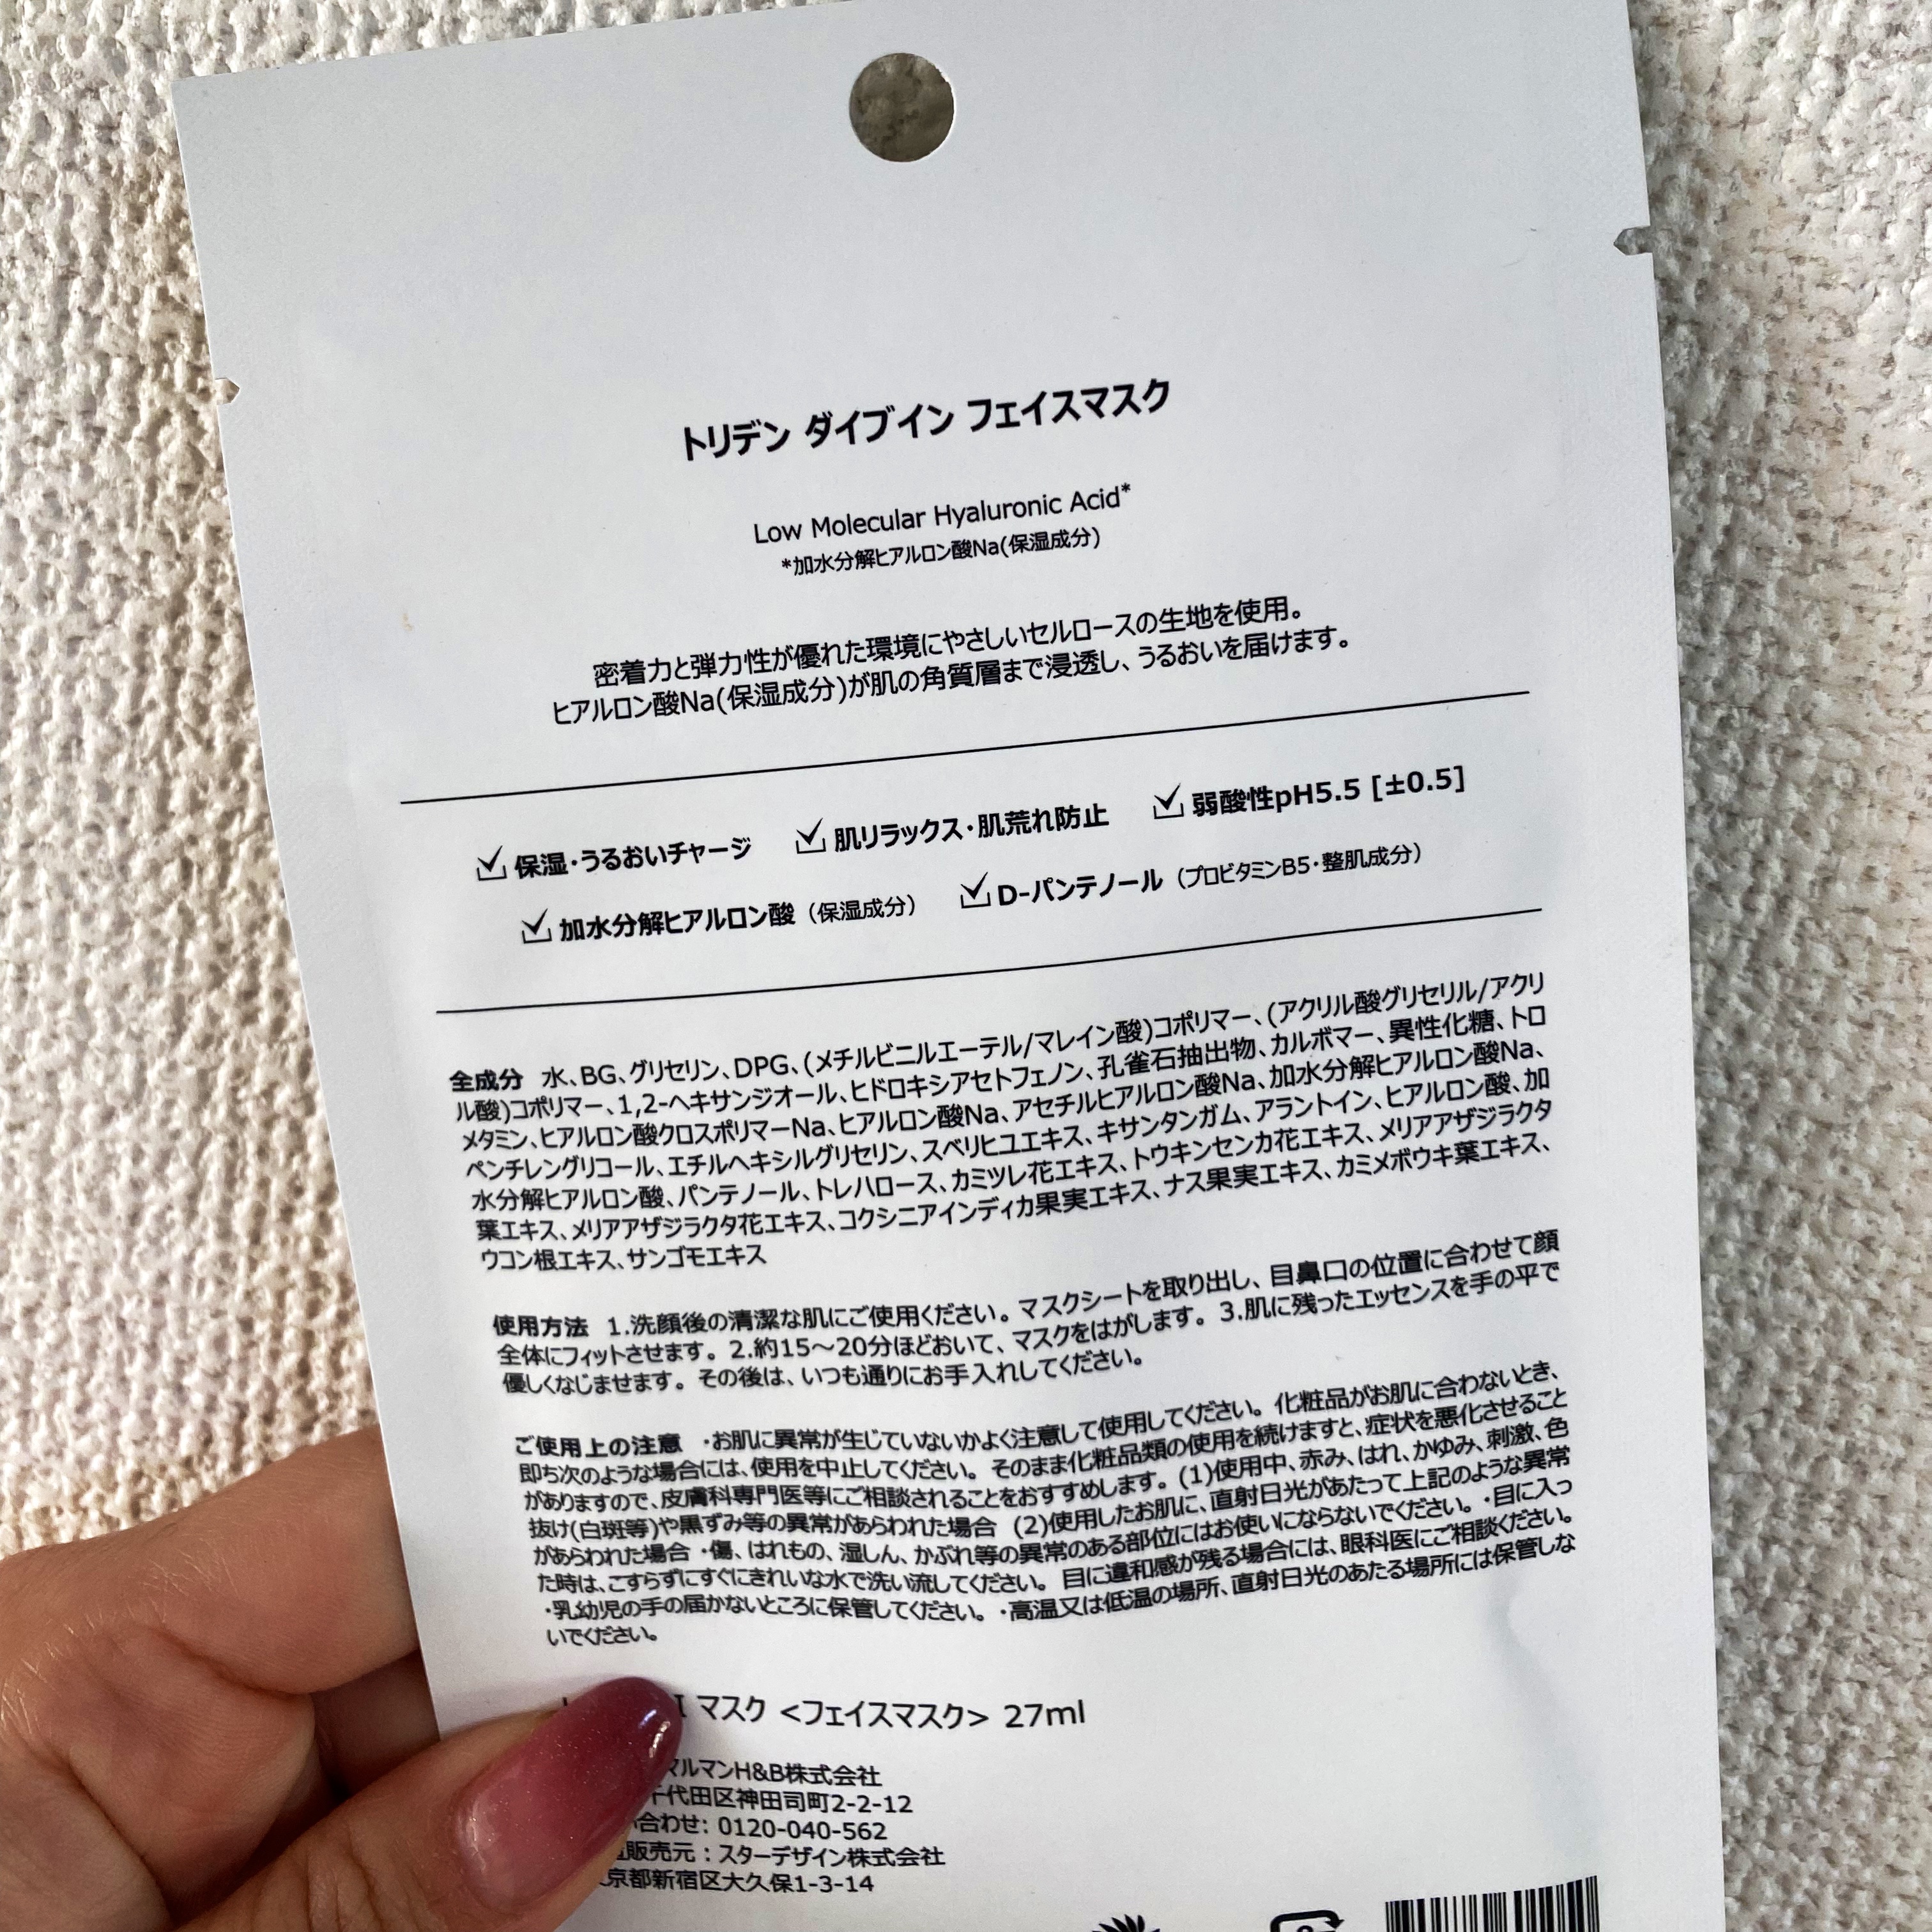 トリデン ダイブイン フェイスマスク
Low Molecular Hyaluronic Acid*
*加水分解ヒアルロン酸Na(保湿成分)
密着力と弾力性が優れた環境にやさしいセルロースの生地を使用。
ヒアルロン酸Na(保湿成分)が肌の角質層まで浸透し、うるおいを届けます。
保湿・うるおいチャージ 肌リラックス・肌荒れ防止 弱酸性pH5.5 [±0.5]
加水分解ヒアルロン酸（保湿成分） D-パンテノール（プロビタミンB5・整肌成分）
全成分 水、BG、グリセリン、DPG、(メチルビニルエーテル/マレイン酸)コポリマー、(アクリル酸グリセリル/アクリ
ル酸)コポリマー、1,2-ヘキサンジオール、ヒドロキシアセトフェノン、孔雀石抽出物、カルボマー、異性化糖、トロ
メタミン、ヒアルロン酸クロスポリマーNa、ヒアルロン酸Na、アセチルヒアルロン酸Na、加水分解ヒアルロン酸Na、
ペンチレングリコール、エチルヘキシルグリセリン、スベリヒユエキス、キサンタンガム、アラントイン、ヒアルロン酸、加
水分解ヒアルロン酸、パンテノール、トレハロース、カミツレ花エキス、トウキンセンカ花エキス、メリアアザジラクタ
葉エキス、メリアアザジラクタ花エキス、コクシニアインディカ果実エキス、ナス果実エキス、カミメボウキ葉エキス、
ウコン根エキス、サンゴモエキス
使用方法 1.洗顔後の清潔な肌にご使用ください。マスクシートを取り出し、目鼻口の位置に合わせて顔
全体にフィットさせます。2.約15～20分ほどおいて、マスクをはがします。3.肌に残ったエッセンスを手の平で
優しくなじませます。その後は、いつも通りにお手入れしてください。
ご使用上の注意 ・お肌に異常が生じていないかよく注意して使用してください。化粧品がお肌に合わないとき、
即ち次のような場合には、使用を中止してください。そのまま化粧品類の使用を続けますと、症状を悪化させること
がありますので、皮膚科専門医等にご相談されることをおすすめします。(1)使用中、赤み、はれ、かゆみ、刺激、色
抜け(白斑等)や黒ずみ等の異常があらわれた場合 (2)使用したお肌に、直射日光があたって上記のような異常
があらわれた場合 ・傷、はれもの、湿しん、かぶれ等の異常のある部位にはお使いにならないでください。・目に入っ
た時は、こすらずにすぐにきれいな水で洗い流してください。目に違和感が残る場合には、眼科医にご相談ください。
・乳幼児の手の届かないところに保管してください。・高温又は低温の場所、直射日光のあたる場所には保管しな
いでください。
マスク <フェイスマスク> 27ml
マルマンH&B株式会社
千代田区神田司町2-2-12
合わせ: 0120-040-562
販売元：スターデザイン株式会社
京都新宿区大久保1-3-14